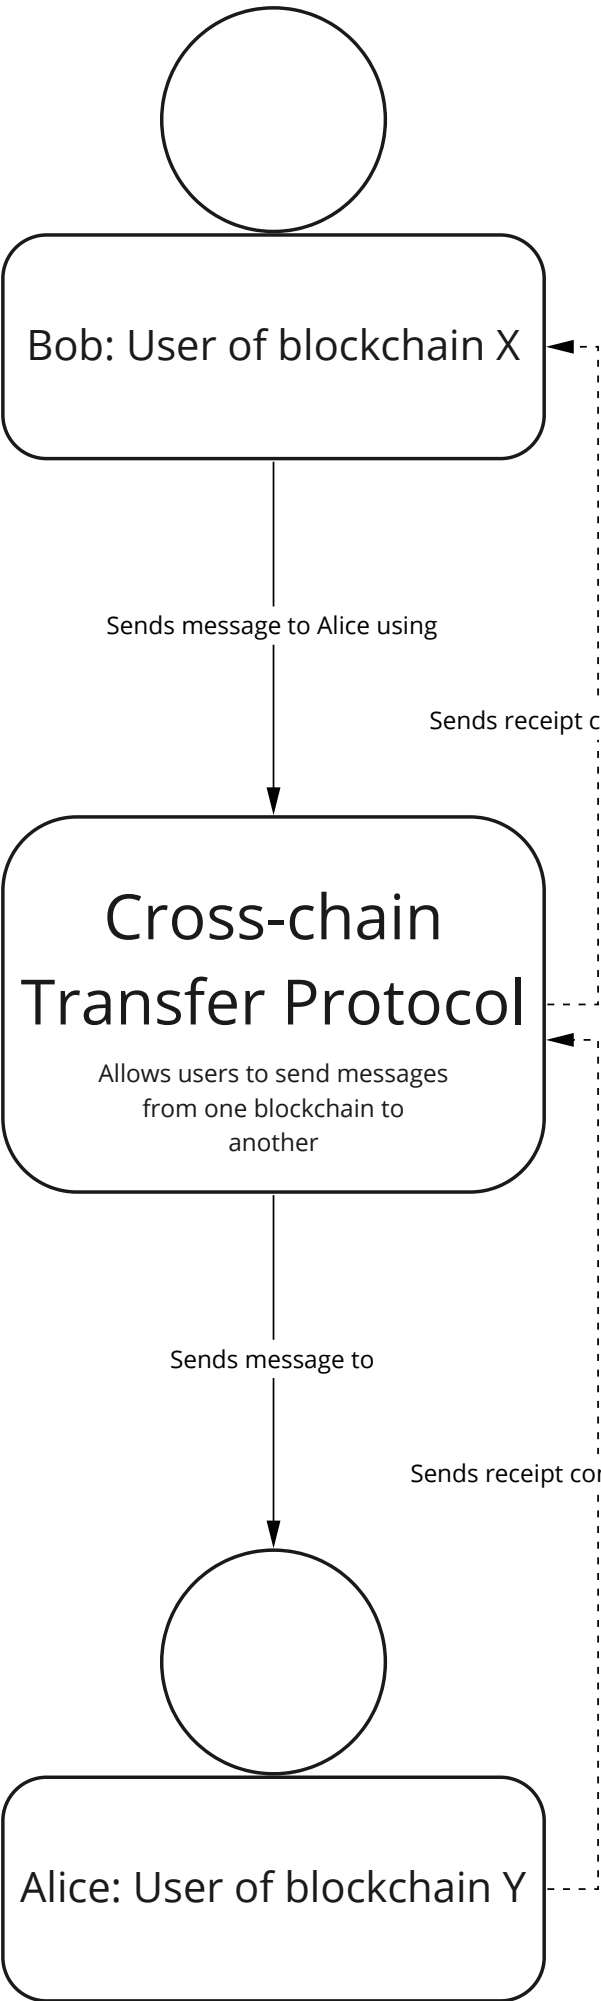 Bob: User of blockchain X
Sends message to Alice using
Sends receipt
Cross-chain
Transfer Protocol
Allows users to send messages
from one blockchain to
another
Sends message to
Sends receipt
Alice: User of blockchain Y